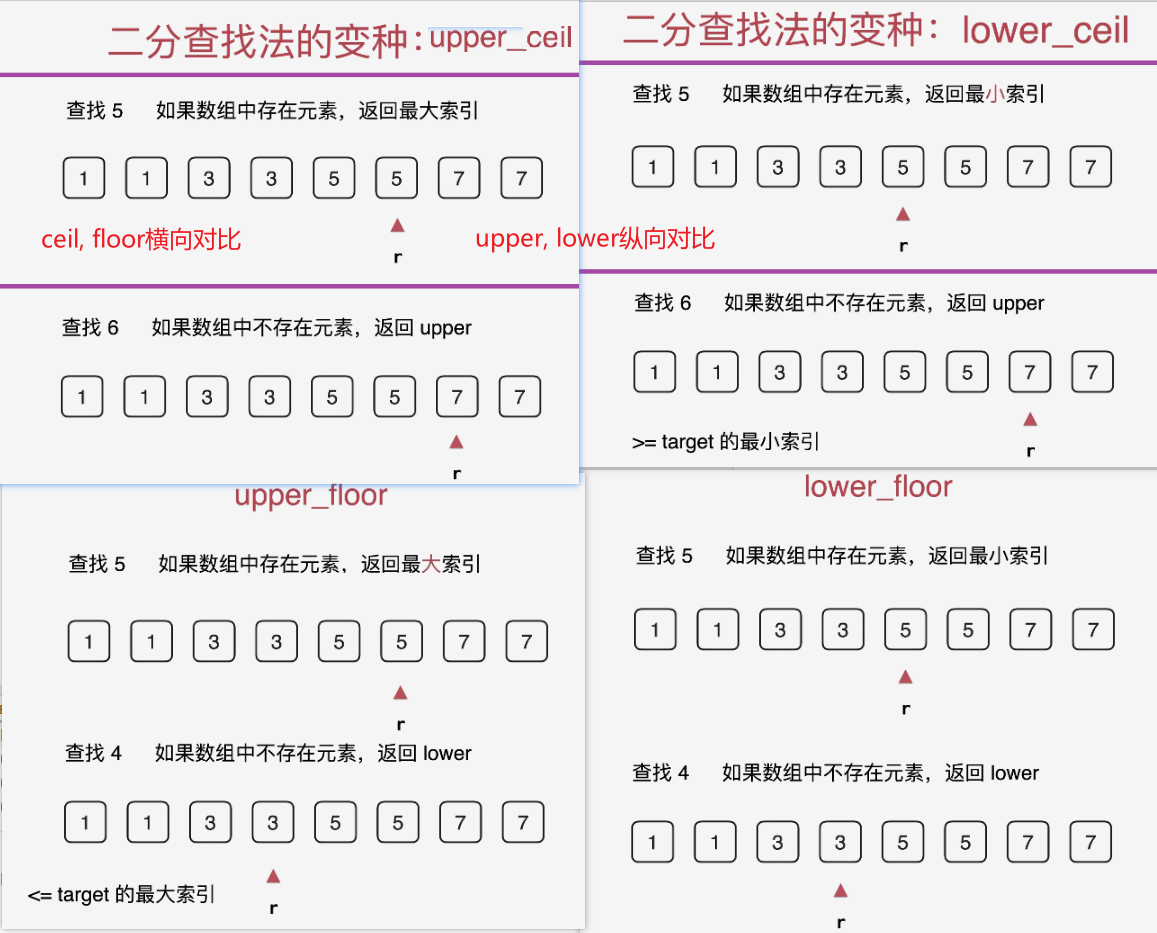 二分查找法的变种:upper_ceil
查找 5 如果数组中存在元素，返回最大索引
1 1 3 3 5 5 7 7
r
ceil, floor横向对比
查找 6 如果数组中不存在元素，返回 upper
1 1 3 3 5 5 7 7
r
二分查找法的变种：lower_ceil
查找 5 如果数组中存在元素，返回最小索引
1 1 3 3 5 5 7 7
r
upper, lower纵向对比
查找 6 如果数组中不存在元素，返回 upper
1 1 3 3 5 5 7 7
>= target 的最小索引
r
upper_floor
查找 5 如果数组中存在元素，返回最大索引
1 1 3 3 5 5 7 7
r
查找 4 如果数组中不存在元素，返回 lower
1 1 3 3 5 5 7 7
<= target 的最大索引
r
lower_floor
查找 5 如果数组中存在元素，返回最小索引
1 1 3 3 5 5 7 7
r
查找 4 如果数组中不存在元素，返回 lower
1 1 3 3 5 5 7 7
r